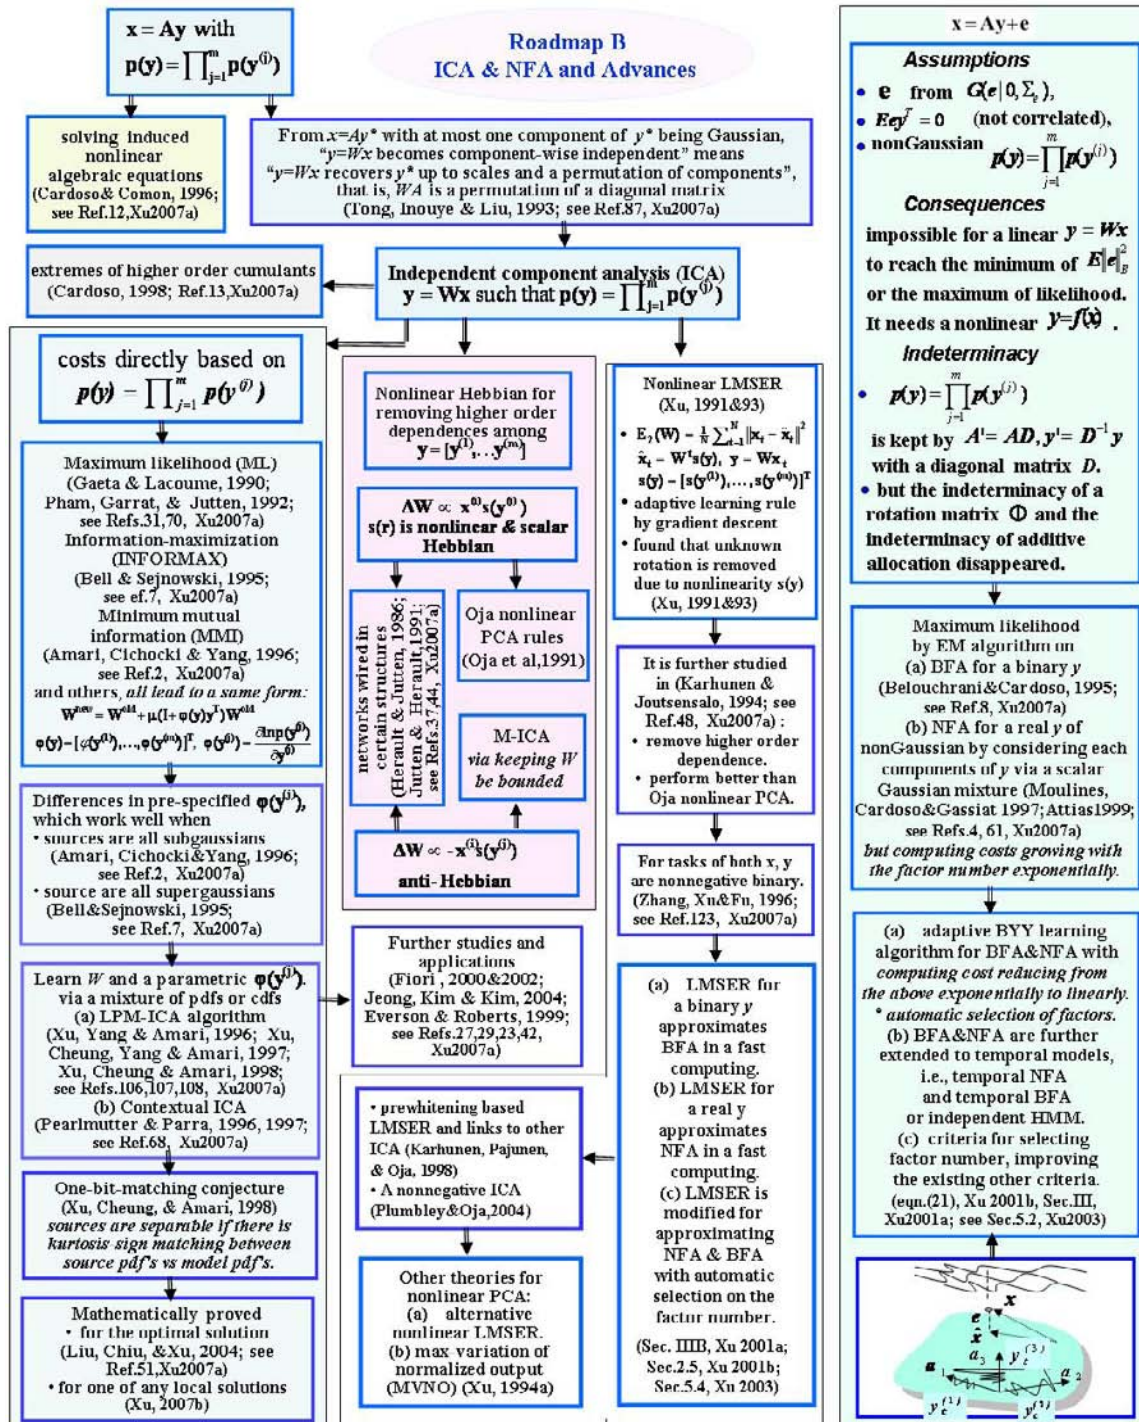 x = Ay with
p(y) = ∏_{j=1}^{m} p(y^{(j)})
Roadmap B
ICA & NFA and Advances
solving induced
nonlinear
algebraic equations
(Cardoso& Comon, 1996;
see Ref.12,Xu2007a)
From x=Ay* with at most one component of y* being Gaussian,
“y=Wx becomes component-wise independent” means
“y=Wx recovers y* up to scales and a permutation of components”,
that is, WA is a permutation of a diagonal matrix
(Tong, Inouye & Liu, 1993; see Ref.87, Xu2007a)
extremes of higher order cumulants
(Cardoso, 1998; Ref.13,Xu2007a)
Independent component analysis (ICA)
y = Wx such that p(y) = ∏_{j=1}^{m} p(y^{(j)})
costs directly based on
p(y) = ∏_{j=1}^{m} p(y^{(j)})
Maximum likelihood (ML)
(Gaeta & Lacoume, 1990;
Pham, Garrat, & Jutten, 1992;
see Refs.31,70, Xu2007a)
Information-maximization
(INFORMAX)
(Bell & Sejnowski, 1995;
see ef.7, Xu2007a)
Minimum mutual
information (MMI)
(Amari, Cichocki & Yang, 1996;
see Ref.2, Xu2007a)
and others, all lead to a same form:
W^{new} = W^{old} + μ(I+φ(y)y^T)W^{old}
φ(y)=[φ(y^{(1)}),…,φ(y^{(m)})]^T, φ(y^{(j)})=∂lnp(y^{(j)})/∂y^{(j)}
Differences in pre-specified φ(y^{(j)}),
which work well when
• sources are all subgaussians
(Amari, Cichocki&Yang, 1996;
see Ref.2, Xu2007a)
• source are all supergaussians
(Bell&Sejnowski, 1995;
see Ref.7, Xu2007a)
Learn W and a parametric φ(y^{(j)}).
via a mixture of pdfs or cdfs
(a) LPM-ICA algorithm
(Xu, Yang & Amari, 1996; Xu,
Cheung, Yang & Amari, 1997;
Xu, Cheung & Amari, 1998;
see Refs.106,107,108, Xu2007a)
(b) Contextual ICA
(Pearlmutter & Parra, 1996, 1997;
see Ref.68, Xu2007a)
One-bit-matching conjecture
(Xu, Cheung, & Amari, 1998)
sources are separable if there is
kurtosis sign matching between
source pdf's vs model pdf's.
Mathematically proved
• for the optimal solution
(Liu, Chiu, &Xu, 2004; see
Ref.51,Xu2007a)
• for one of any local solutions
(Xu, 2007b)
Nonlinear Hebbian for
removing higher order
dependences among
y=[y^{(1)},…y^{(m)}]
ΔW ∝ x^{(i)}s(y^{(j)})
s(r) is nonlinear & scalar
Hebbian
networks wired in
certain structures
(Herault & Jutten, 1986;
Jutten & Herault,1991;
see Refs.37,44, Xu2007a)
Oja nonlinear
PCA rules
(Oja et al,1991)
M-ICA
via keeping W
be bounded
ΔW ∝ -x^{(i)}s(y^{(j)})
anti-Hebbian
Further studies and
applications
(Fiori , 2000&2002;
Jeong, Kim & Kim, 2004;
Everson & Roberts, 1999;
see Refs.27,29,23,42,
Xu2007a)
• prewhitening based
LMSER and links to other
ICA (Karhunen, Pajunen,
& Oja, 1998)
• A nonnegative ICA
(Plumbley&Oja,2004)
Other theories for
nonlinear PCA:
(a) alternative
nonlinear LMSER.
(b) max-variation of
normalized output
(MVNO) (Xu, 1994a)
Nonlinear LMSER
(Xu, 1991&93)
• E_2(W) = 1/N ∑_{t=1}^{N} ‖x_t − x̂_t‖²
x̂_t = W^t s(y), y = Wx_t
s(y) = [s(y^{(1)}),…,s(y^{(m)})]^T
• adaptive learning rule
by gradient descent
• found that unknown
rotation is removed
due to nonlinearity s(y)
(Xu, 1991&93)
It is further studied
in (Karhunen &
Joutsensalo, 1994; see
Ref.48, Xu2007a) :
• remove higher order
dependence.
• perform better than
Oja nonlinear PCA.
For tasks of both x, y
are nonnegative binary.
(Zhang, Xu&Fu, 1996;
see Ref.123, Xu2007a)
(a) LMSER for
a binary y
approximates
BFA in a fast
computing.
(b) LMSER for
a real y
approximates
NFA in a fast
computing.
(c) LMSER is
modified for
approximating
NFA & BFA
with automatic
selection on the
factor number.
(Sec. IIIB, Xu 2001a;
Sec.2.5, Xu 2001b;
Sec.5.4, Xu 2003)
x = Ay+e
Assumptions
• e from G(e|0,Σ_e),
• Eey^T = 0 (not correlated),
• nonGaussian p(y)=∏_{j=1}^{m} p(y^{(j)})
Consequences
impossible for a linear y = Wx
to reach the minimum of E‖e‖²_B
or the maximum of likelihood.
It needs a nonlinear y=f(x) .
Indeterminacy
• p(y)=∏_{j=1}^{m} p(y^{(j)})
is kept by A'= AD, y'= D^{-1}y
with a diagonal matrix D.
• but the indeterminacy of a
rotation matrix Φ and the
indeterminacy of additive
allocation disappeared.
Maximum likelihood
by EM algorithm on
(a) BFA for a binary y
(Belouchrani&Cardoso, 1995;
see Ref.8, Xu2007a)
(b) NFA for a real y of
nonGaussian by considering each
components of y via a scalar
Gaussian mixture (Moulines,
Cardoso&Gassiat 1997;Attias1999;
see Refs.4, 61, Xu2007a)
but computing costs growing with
the factor number exponentially.
(a) adaptive BYY learning
algorithm for BFA&NFA with
computing cost reducing from
the above exponentially to linearly.
* automatic selection of factors.
(b) BFA&NFA are further
extended to temporal models,
i.e., temporal NFA
and temporal BFA
or independent HMM.
(c) criteria for selecting
factor number, improving
the existing other criteria.
(eqn.(21), Xu 2001b, Sec.III,
Xu2001a; see Sec.5.2, Xu2003)
x
e
x̂
a_3 y_t^{(3)}
a_1 a_2
y_t^{(1)} y_t^{(2)}